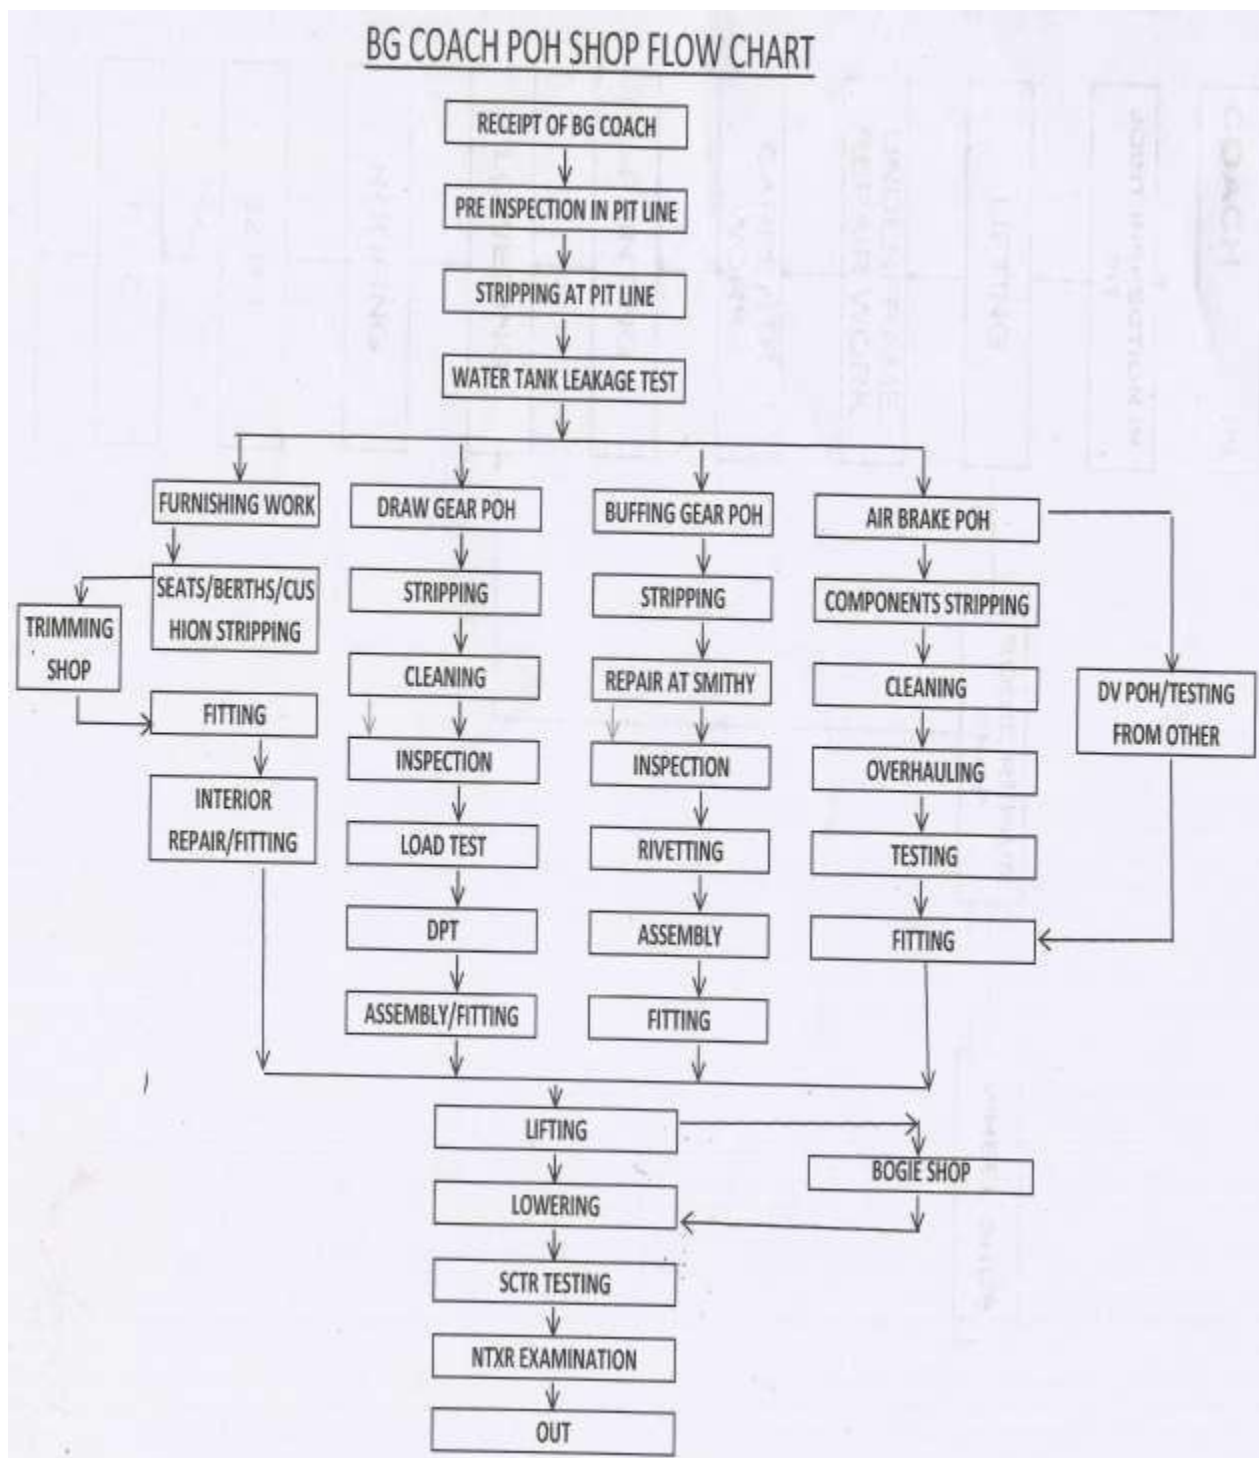 BG COACH POH SHOP FLOW CHART
RECEIPT OF BG COACH
PRE INSPECTION IN PIT LINE
STRIPPING AT PIT LINE
WATER TANK LEAKAGE TEST
FURNISHING WORK
SEATS/BERTHS/CUS
HION STRIPPING
TRIMMING
SHOP
FITTING
INTERIOR
REPAIR/FITTING
DRAW GEAR POH
STRIPPING
CLEANING
INSPECTION
LOAD TEST
DPT
ASSEMBLY/FITTING
BUFFING GEAR POH
STRIPPING
REPAIR AT SMITHY
INSPECTION
RIVETTING
ASSEMBLY
FITTING
AIR BRAKE POH
COMPONENTS STRIPPING
CLEANING
OVERHAULING
TESTING
FITTING
DV POH/TESTING
FROM OTHER
LIFTING
BOGIE SHOP
LOWERING
SCTR TESTING
NTXR EXAMINATION
OUT